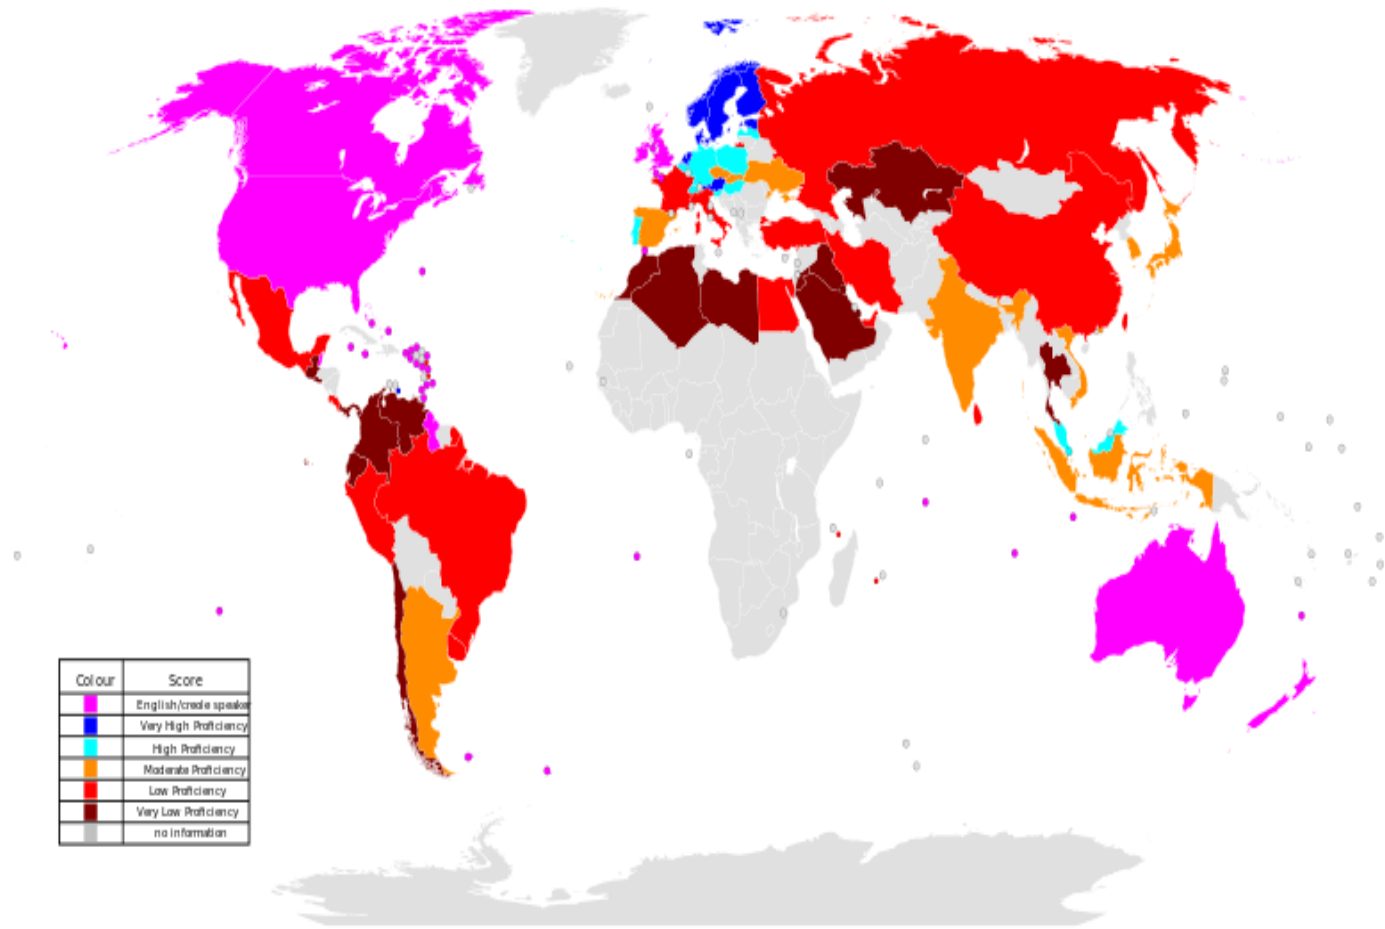 Colour Score
English/creole speaker
Very High Proficiency
High Proficiency
Moderate Proficiency
Low Proficiency
Very Low Proficiency
no information